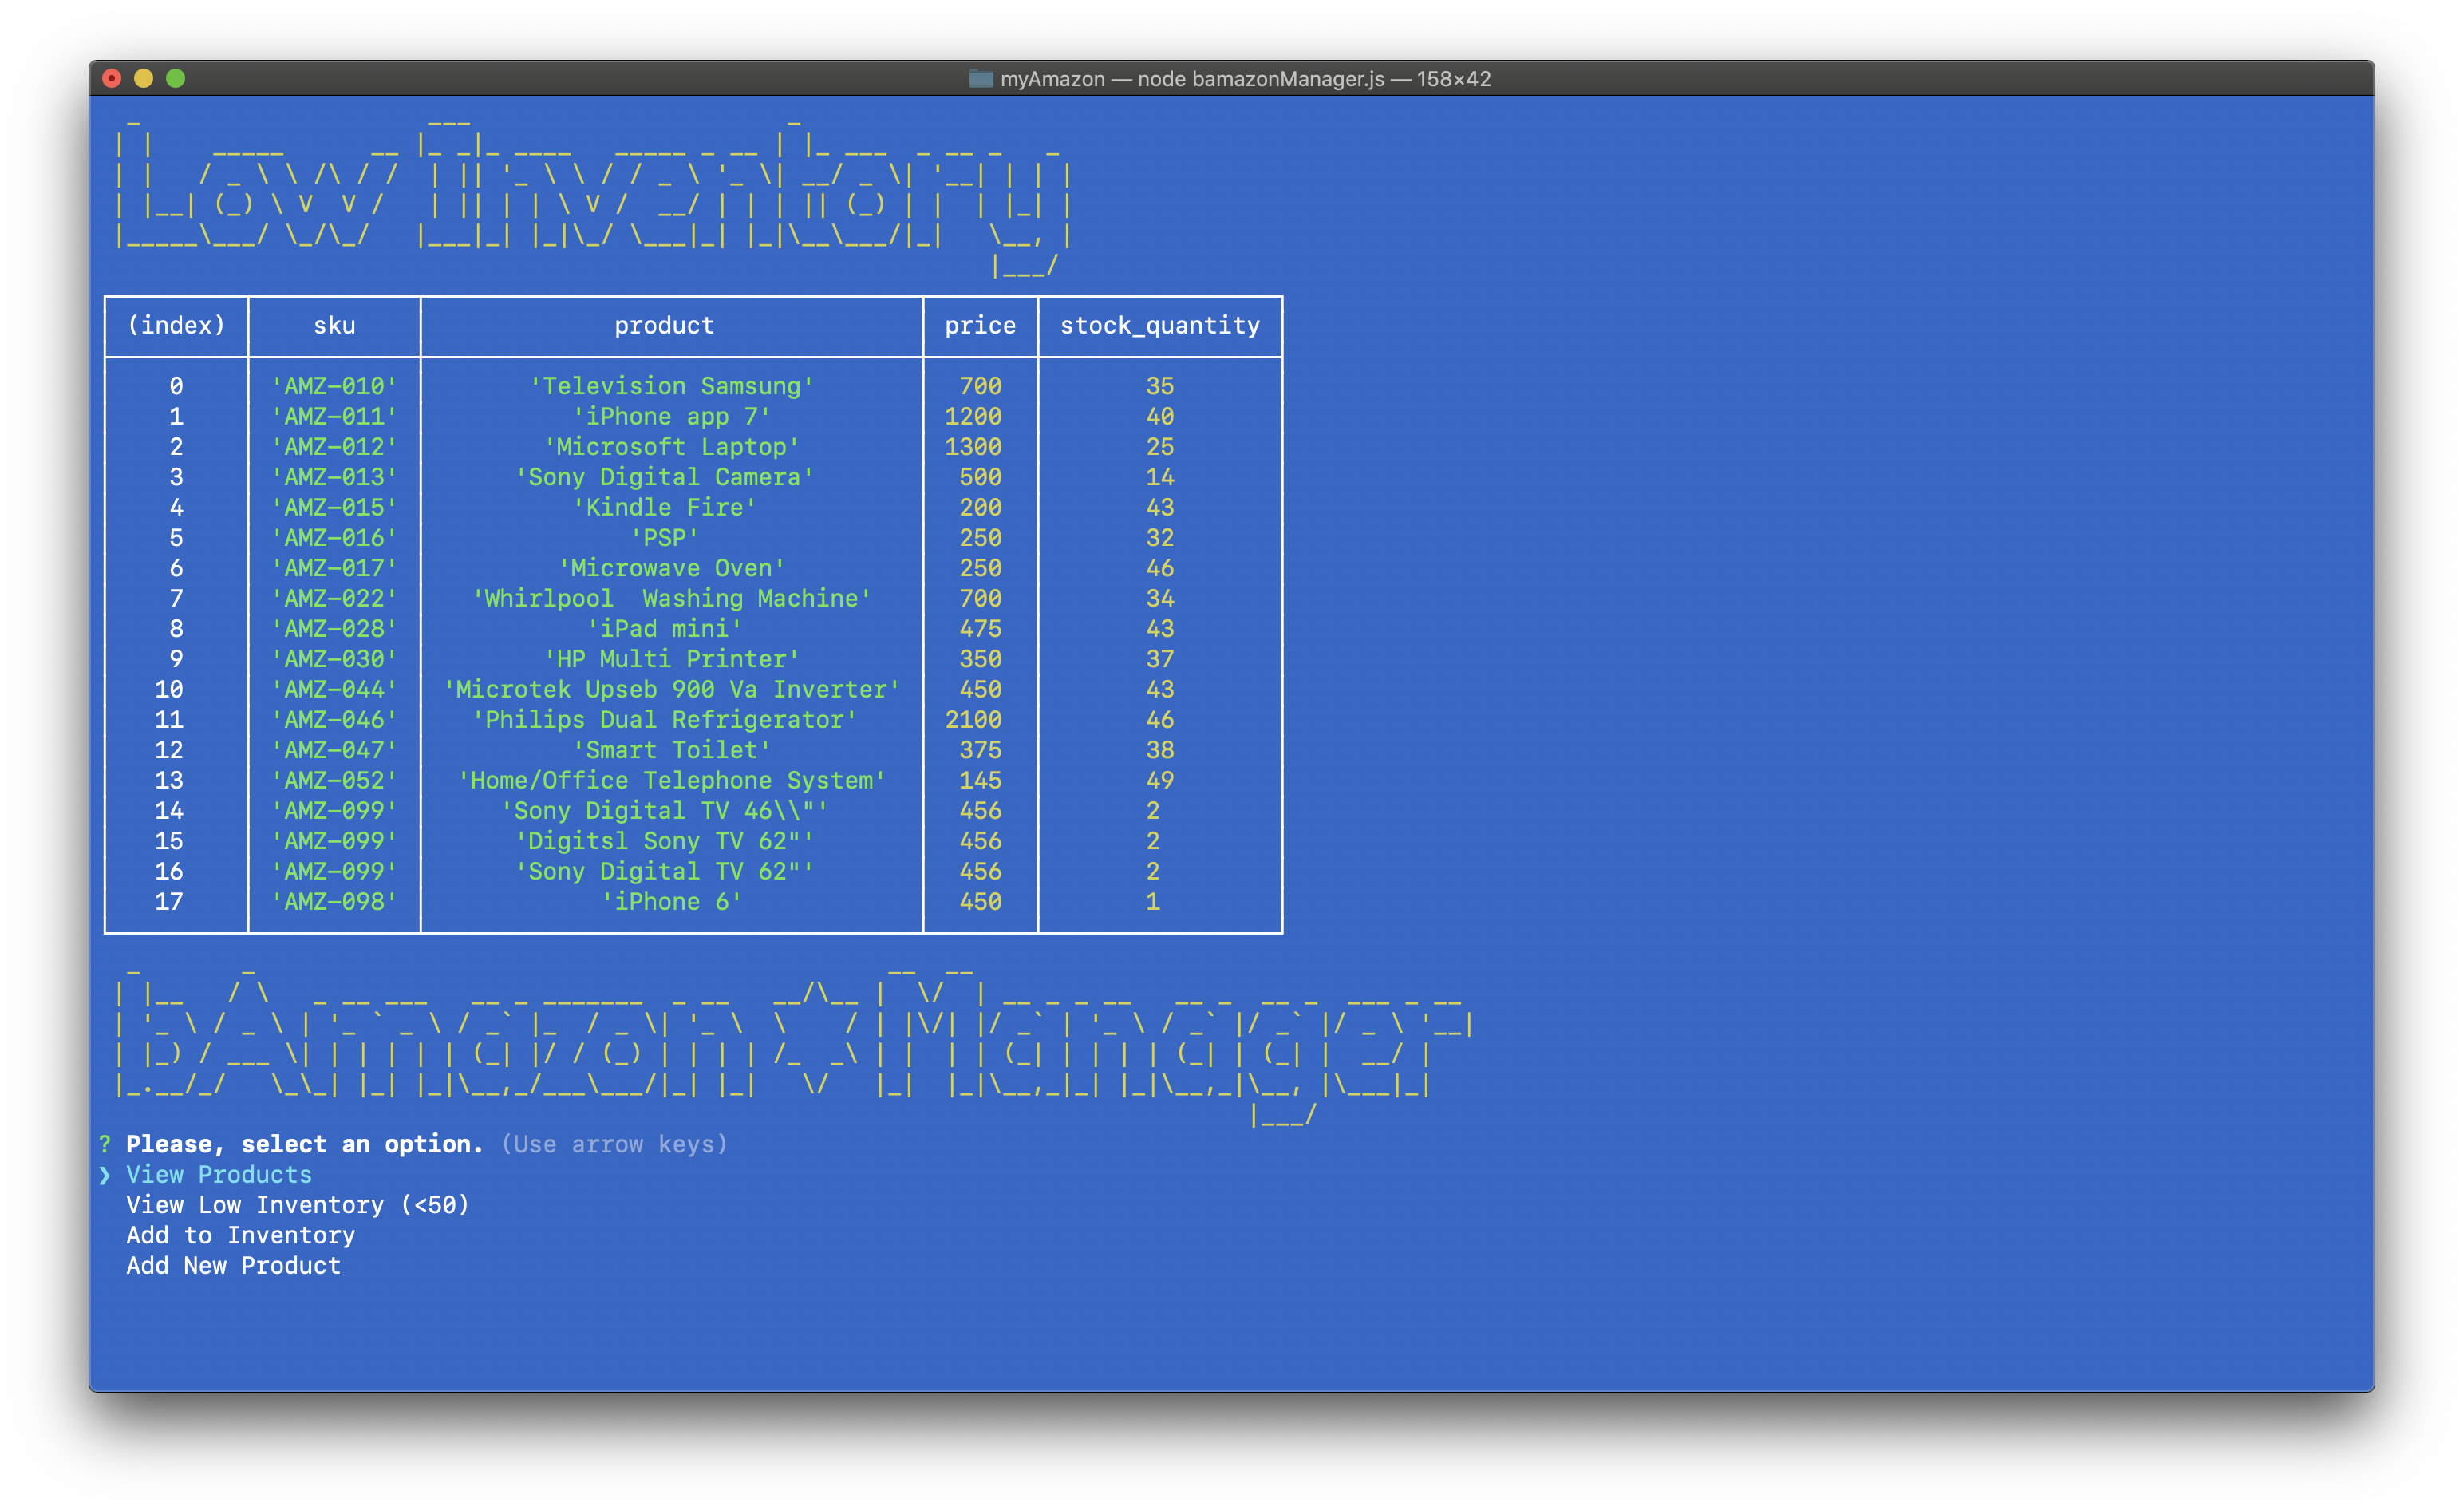 myAmazon — node bamazonManager.js — 158×42
Low Inventory
(index) sku product price stock_quantity
0 'AMZ-010' 'Television Samsung' 700 35
1 'AMZ-011' 'iPhone app 7' 1200 40
2 'AMZ-012' 'Microsoft Laptop' 1300 25
3 'AMZ-013' 'Sony Digital Camera' 500 14
4 'AMZ-015' 'Kindle Fire' 200 43
5 'AMZ-016' 'PSP' 250 32
6 'AMZ-017' 'Microwave Oven' 250 46
7 'AMZ-022' 'Whirlpool  Washing Machine' 700 34
8 'AMZ-028' 'iPad mini' 475 43
9 'AMZ-030' 'HP Multi Printer' 350 37
10 'AMZ-044' 'Microtek Upseb 900 Va Inverter' 450 43
11 'AMZ-046' 'Philips Dual Refrigerator' 2100 46
12 'AMZ-047' 'Smart Toilet' 375 38
13 'AMZ-052' 'Home/Office Telephone System' 145 49
14 'AMZ-099' 'Sony Digital TV 46\\"' 456 2
15 'AMZ-099' 'Digitsl Sony TV 62"' 456 2
16 'AMZ-099' 'Sony Digital TV 62"' 456 2
17 'AMZ-098' 'iPhone 6' 450 1
bAmazon * Manager
? Please, select an option. (Use arrow keys)
❯ View Products
View Low Inventory (<50)
Add to Inventory
Add New Product